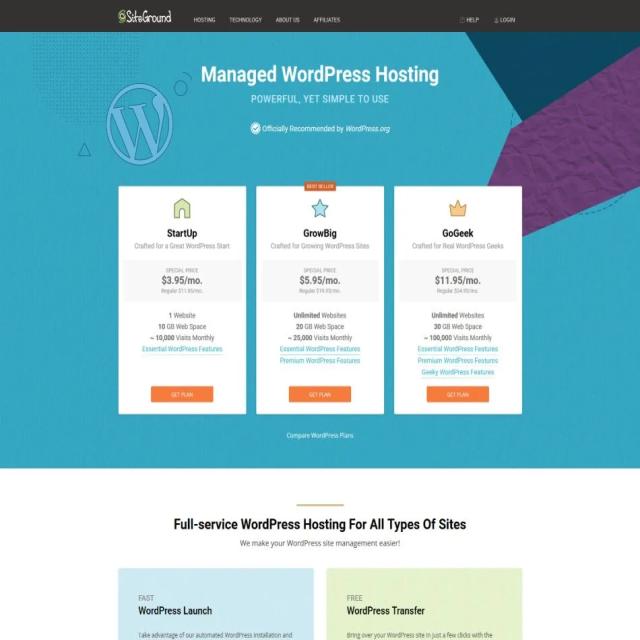 SiteGround HOSTING TECHNOLOGY ABOUT US AFFILIATES HELP LOGIN
Managed WordPress Hosting
POWERFUL, YET SIMPLE TO USE
Officially Recommended by WordPress.org
StartUp
Crafted for a Great WordPress Start
SPECIAL PRICE
$3.95/mo.
Regular $11.95/mo.
1 Website
10 GB Web Space
~ 10,000 Visits Monthly
Essential WordPress Features
GET PLAN
BEST SELLER
GrowBig
Crafted for Growing WordPress Sites
SPECIAL PRICE
$5.95/mo.
Regular $19.95/mo.
Unlimited Websites
20 GB Web Space
~ 25,000 Visits Monthly
Essential WordPress Features
Premium WordPress Features
GET PLAN
GoGeek
Crafted for Real WordPress Geeks
SPECIAL PRICE
$11.95/mo.
Regular $34.95/mo.
Unlimited Websites
30 GB Web Space
~ 100,000 Visits Monthly
Essential WordPress Features
Premium WordPress Features
Geeky WordPress Features
GET PLAN
Compare WordPress Plans
Full-service WordPress Hosting For All Types Of Sites
We make your WordPress site management easier!
FAST
WordPress Launch
Take advantage of our automated WordPress installation and
FREE
WordPress Transfer
Bring over your WordPress site in just a few clicks with the